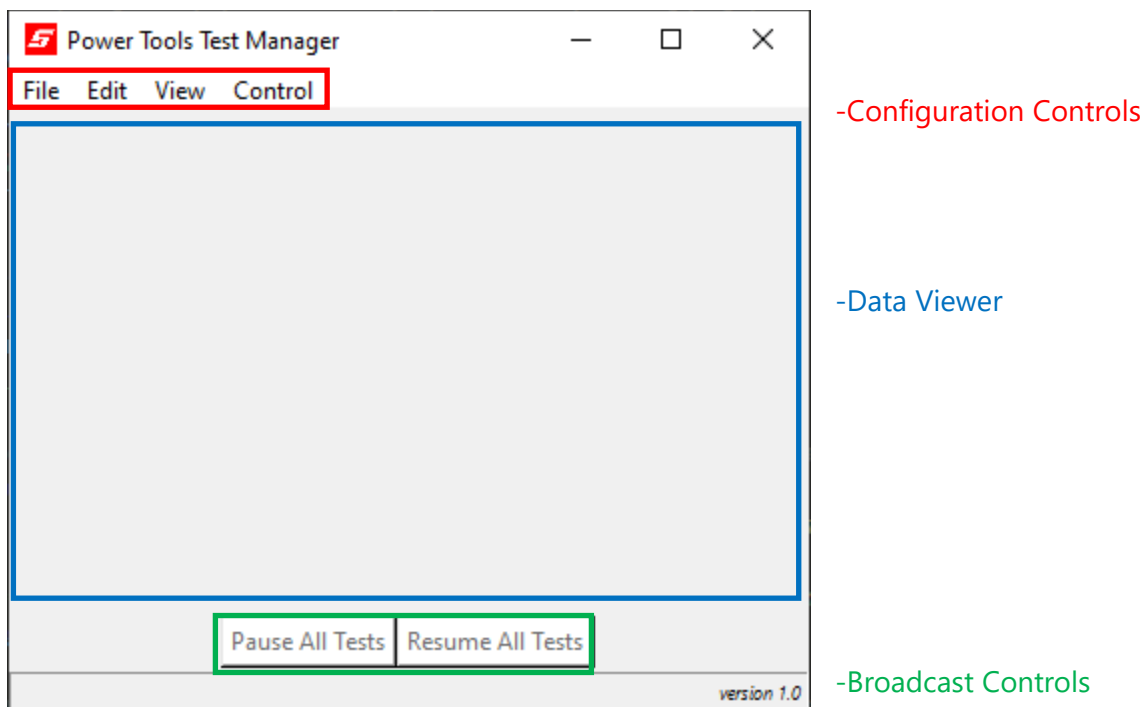 Power Tools Test Manager
File Edit View Control
-Configuration Controls
-Data Viewer
Pause All Tests Resume All Tests
-Broadcast Controls
version 1.0